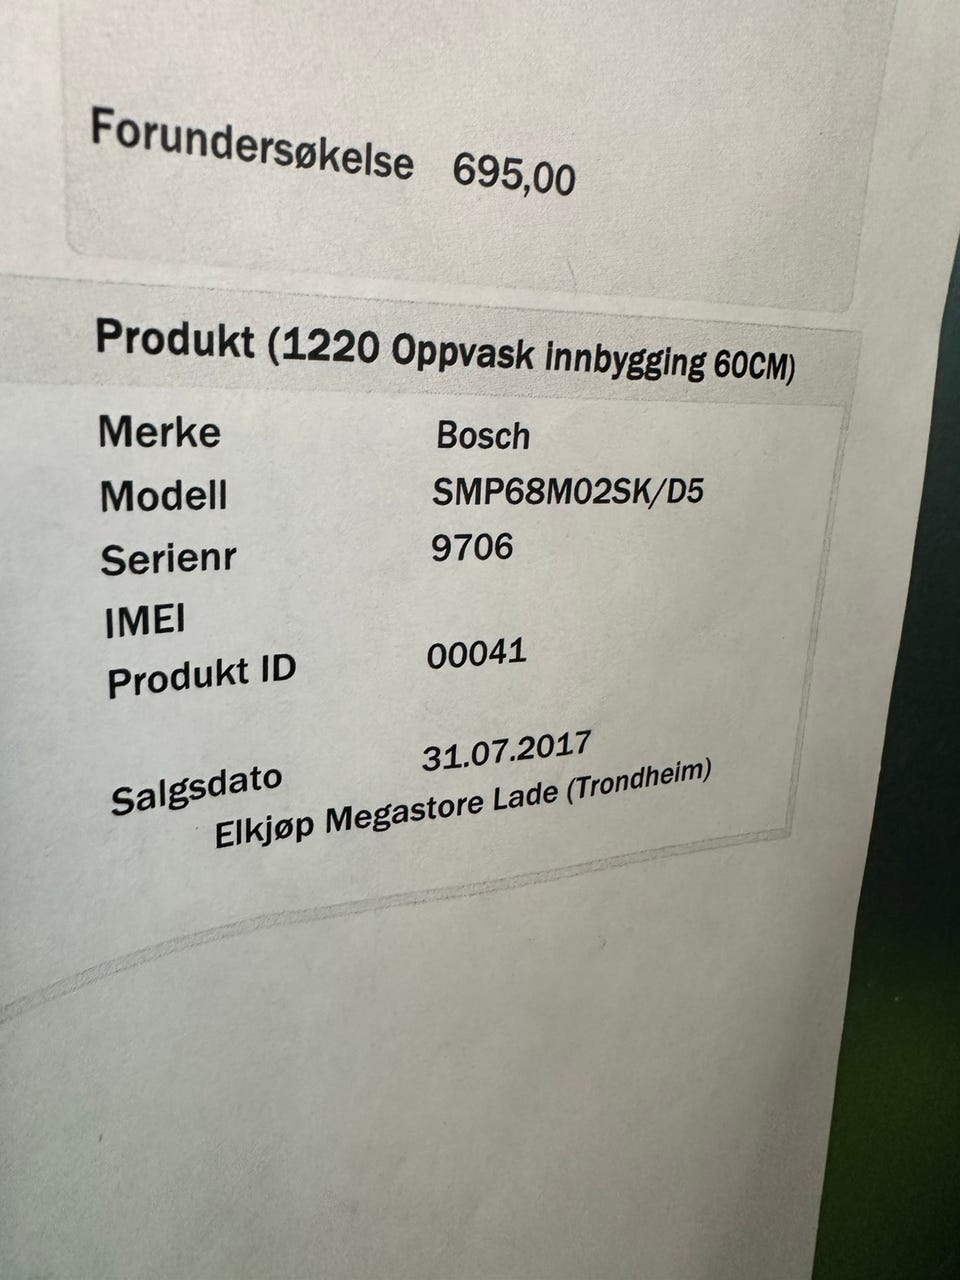 Forundersøkelse 695,00
Produkt (1220 Oppvask innbygging 60CM)
Merke Bosch
Modell SMP68M02SK/D5
Serienr 9706
IMEI
Produkt ID 00041
Salgsdato 31.07.2017
Elkjøp Megastore Lade (Trondheim)